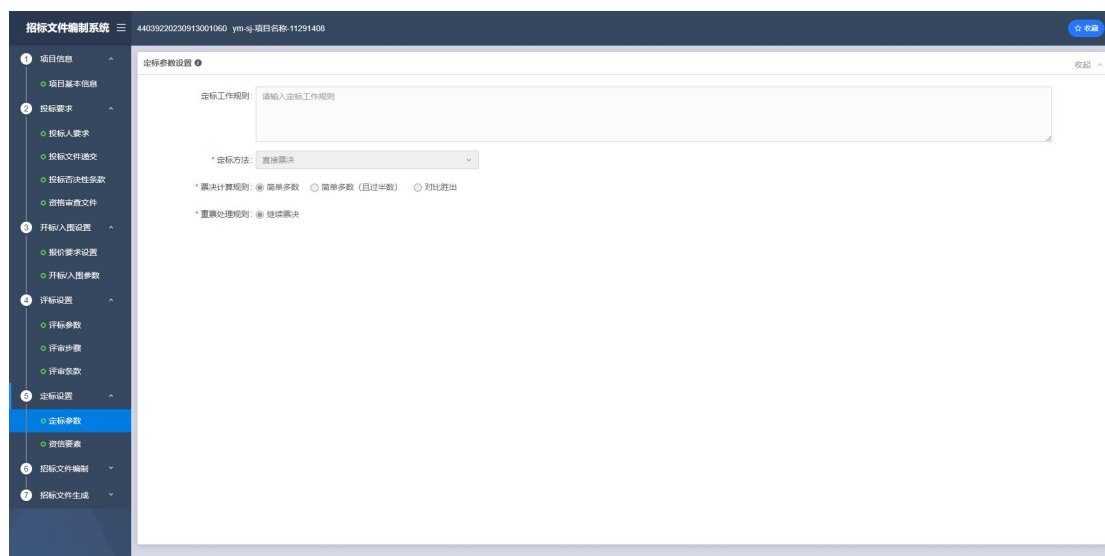 招标文件编制系统
44039220230913001060 ym-sj-项目名称-11291408
收藏
1 项目信息
项目基本信息
2 投标要求
投标人要求
投标文件递交
投标否决性条款
资格审查文件
3 开标/入围设置
报价要求设置
开标/入围参数
4 评标设置
评标参数
评审步骤
评审条款
5 定标设置
定标参数
资信要素
6 招标文件编制
7 招标文件生成
定标参数设置
收起
定标工作规则: 请输入定标工作规则
* 定标方法: 直接票决
* 票决计算规则: 简单多数 简单多数（且过半数） 对比胜出
* 重票处理规则: 继续票决